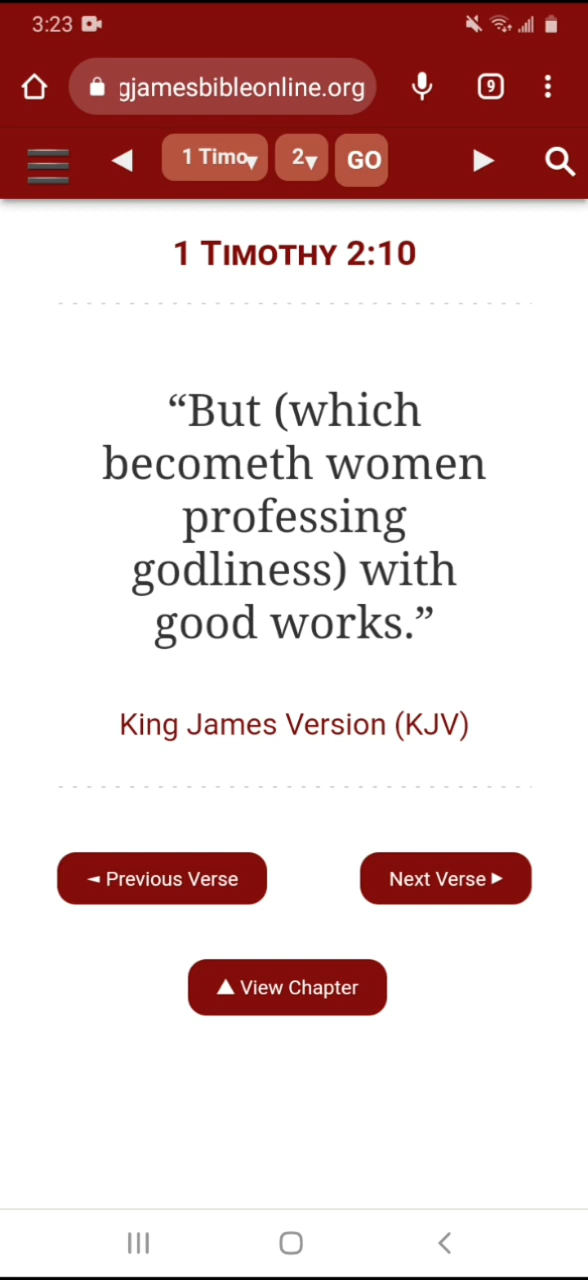 3:23
gjamesbibleonline.org
9
1 Timo
2
GO
1 TIMOTHY 2:10
“But (which
becometh women
professing
godliness) with
good works.”
King James Version (KJV)
◄ Previous Verse
Next Verse ►
▲ View Chapter